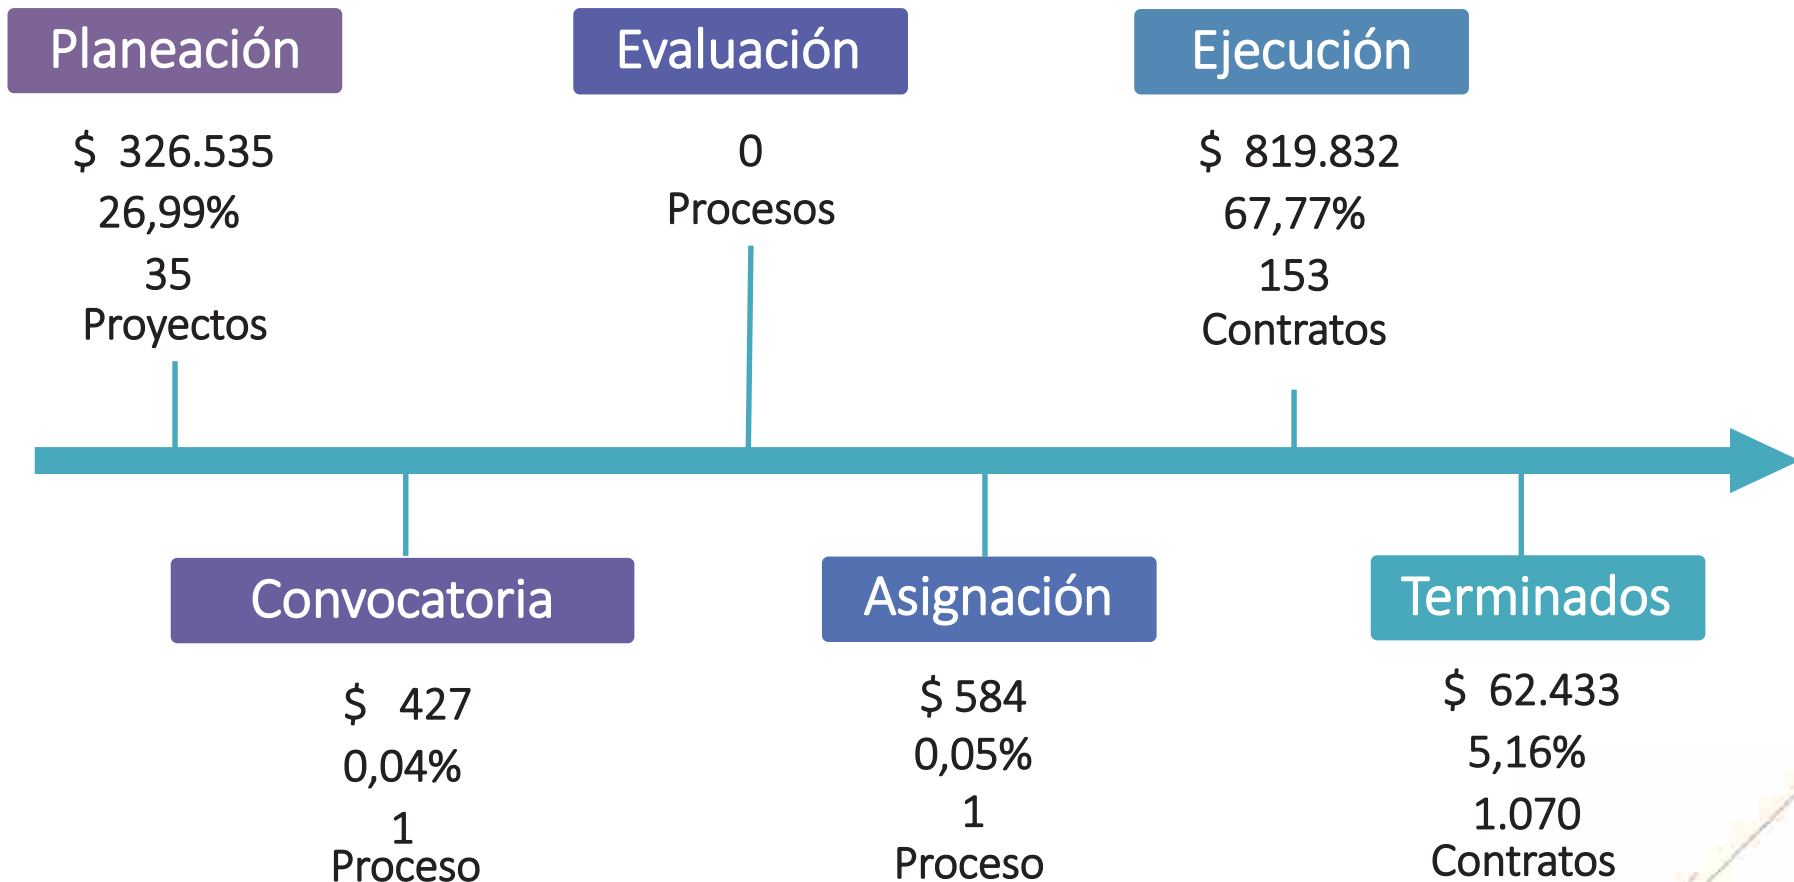 Planeación
$ 326.535
26,99%
35
Proyectos
Convocatoria
$ 427
0,04%
1
Proceso
Evaluación
0
Procesos
Asignación
$ 584
0,05%
1
Proceso
Ejecución
$ 819.832
67,77%
153
Contratos
Terminados
$ 62.433
5,16%
1.070
Contratos